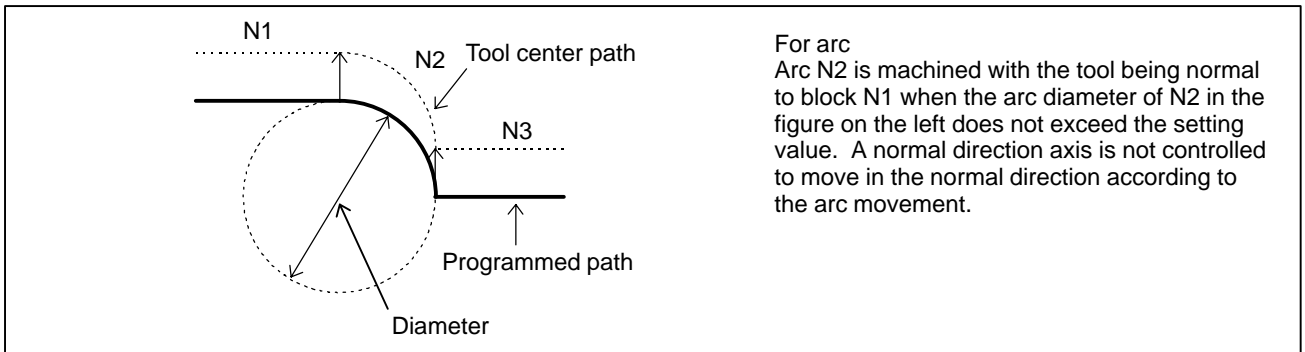 N1
N2
Tool center path
N3
Programmed path
Diameter
For arc
Arc N2 is machined with the tool being normal
to block N1 when the arc diameter of N2 in the
figure on the left does not exceed the setting
value. A normal direction axis is not controlled
to move in the normal direction according to
the arc movement.